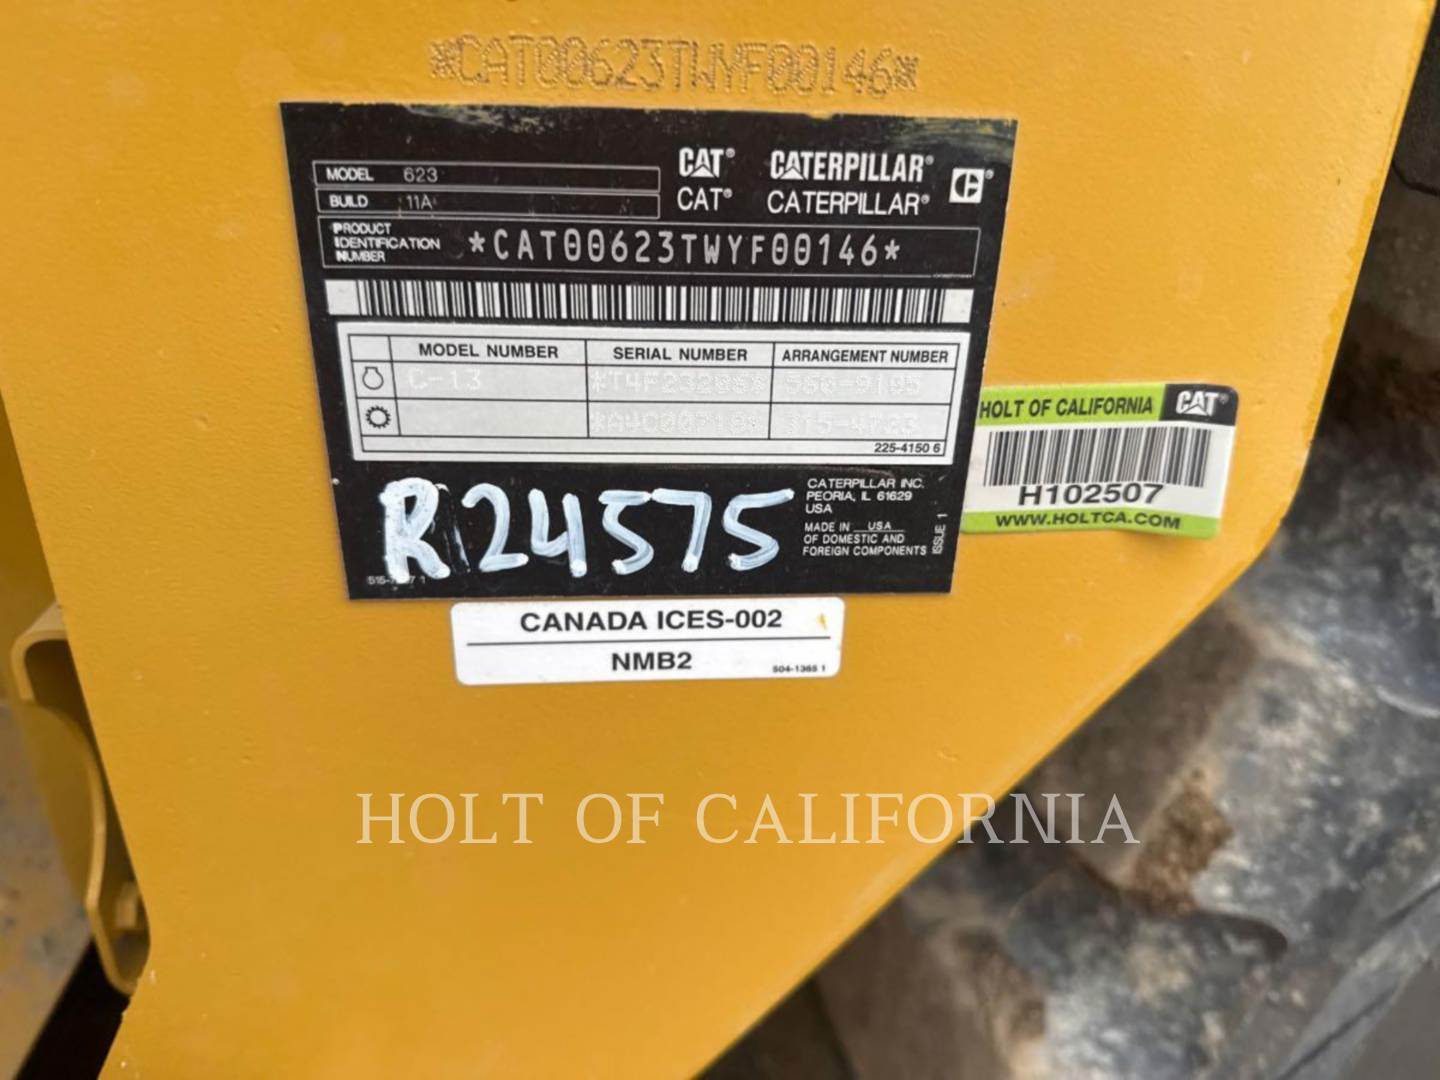 *CAT00623TWYF00146*
MODEL 623
BUILD 11A
CAT® CATERPILLAR® ®
CAT® CATERPILLAR®
PRODUCT
IDENTIFICATION
NUMBER
*CAT00623TWYF00146*
MODEL NUMBER SERIAL NUMBER ARRANGEMENT NUMBER
C-13
225-4150 6
R 24575
CATERPILLAR INC.
PEORIA, IL 61629
USA
MADE IN USA
OF DOMESTIC AND
FOREIGN COMPONENTS
ISSUE 1
HOLT OF CALIFORNIA CAT
H102507
WWW.HOLTCA.COM
CANADA ICES-002
NMB2
504-1365 1
HOLT OF CALIFORNIA